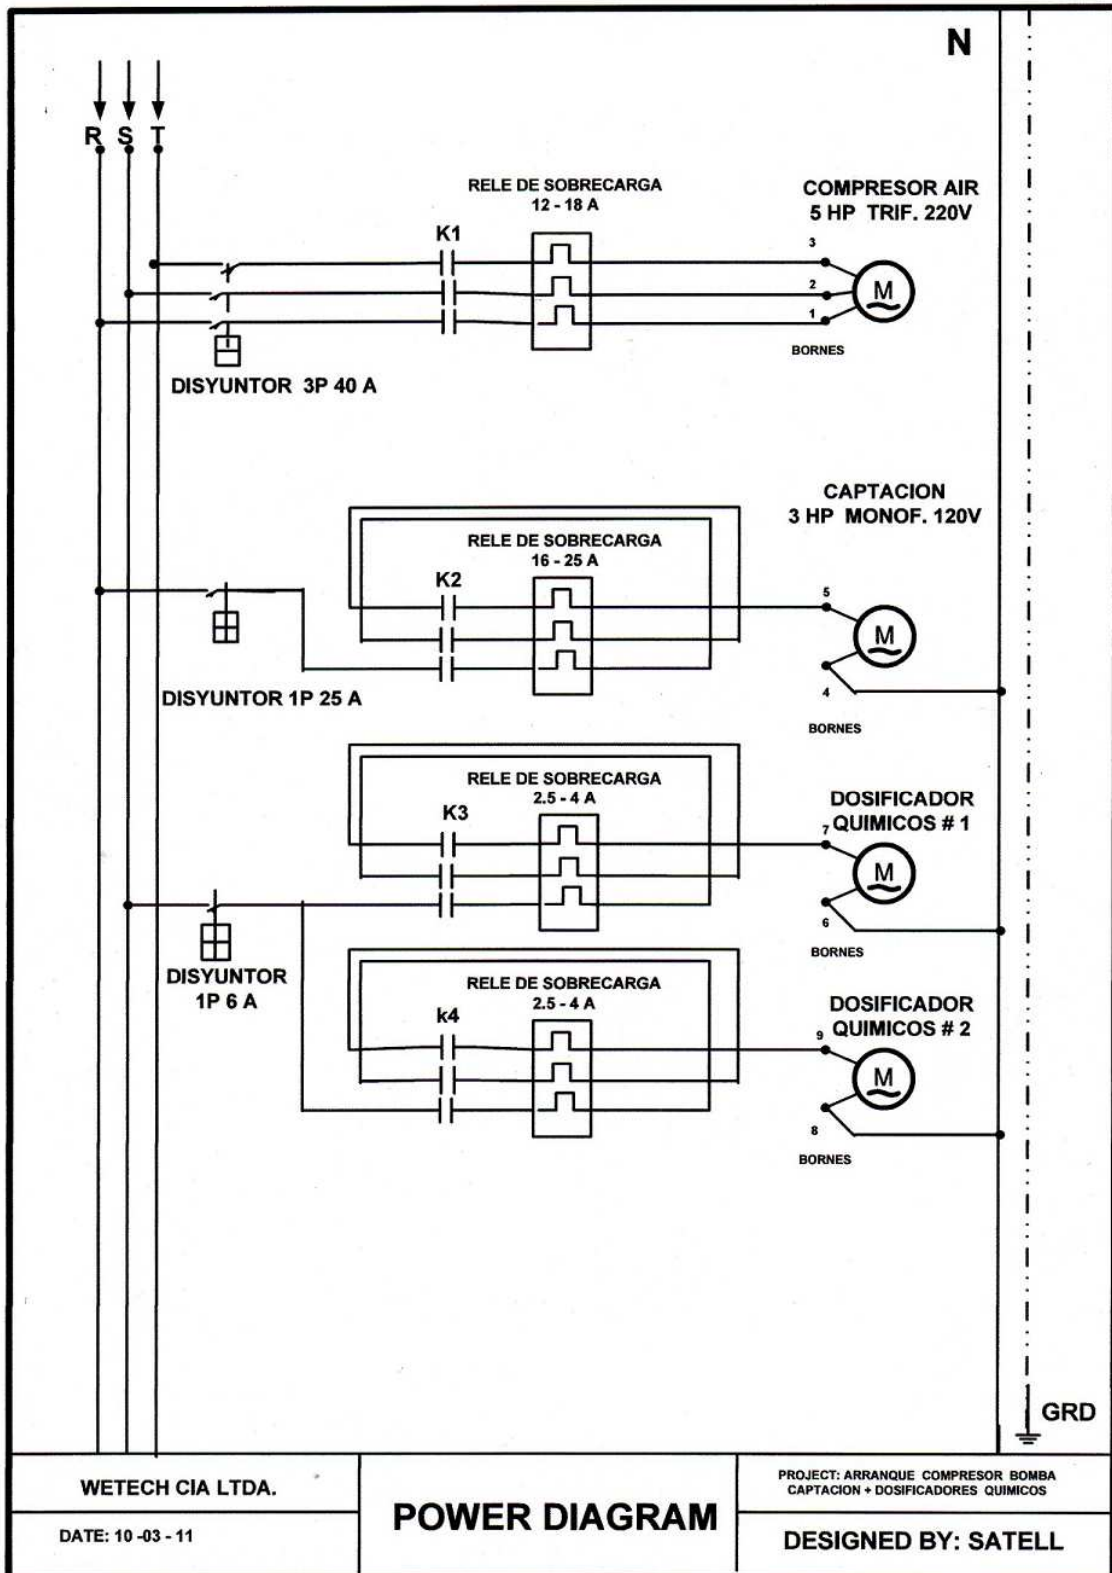 N
R S T
RELE DE SOBRECARGA
12 - 18 A
COMPRESOR AIR
5 HP TRIF. 220V
K1
3
2
1
M
BORNES
DISYUNTOR 3P 40 A
CAPTACION
3 HP MONOF. 120V
RELE DE SOBRECARGA
16 - 25 A
K2
5
M
4
DISYUNTOR 1P 25 A
BORNES
RELE DE SOBRECARGA
2.5 - 4 A
DOSIFICADOR
QUIMICOS # 1
K3
7
M
6
BORNES
DISYUNTOR
1P 6 A
RELE DE SOBRECARGA
2.5 - 4 A
DOSIFICADOR
QUIMICOS # 2
k4
9
M
8
BORNES
GRD
WETECH CIA LTDA.
DATE: 10 -03 - 11
POWER DIAGRAM
PROJECT: ARRANQUE COMPRESOR BOMBA
CAPTACION + DOSIFICADORES QUIMICOS
DESIGNED BY: SATELL